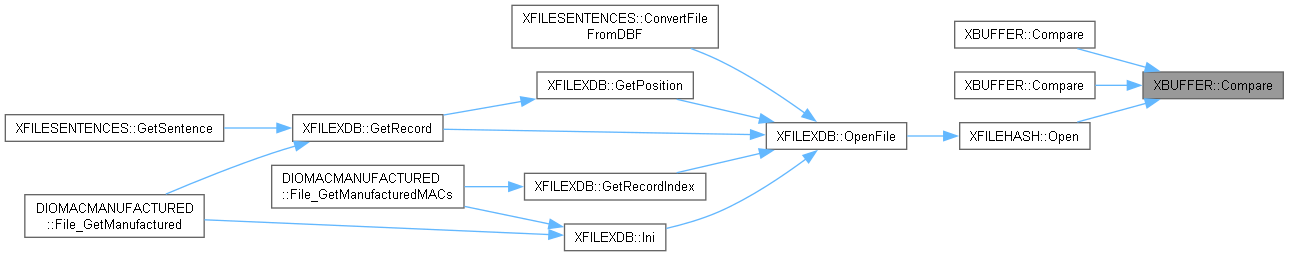 XFILESENTENCES::ConvertFile
FromDBF
XBUFFER::Compare
XFILEXDB::GetPosition
XBUFFER::Compare
XBUFFER::Compare
XFILESENTENCES::GetSentence
XFILEXDB::GetRecord
XFILEXDB::OpenFile
XFILEHASH::Open
DIOMACMANUFACTURED
::File_GetManufacturedMACs
XFILEXDB::GetRecordIndex
DIOMACMANUFACTURED
::File_GetManufactured
XFILEXDB::Ini